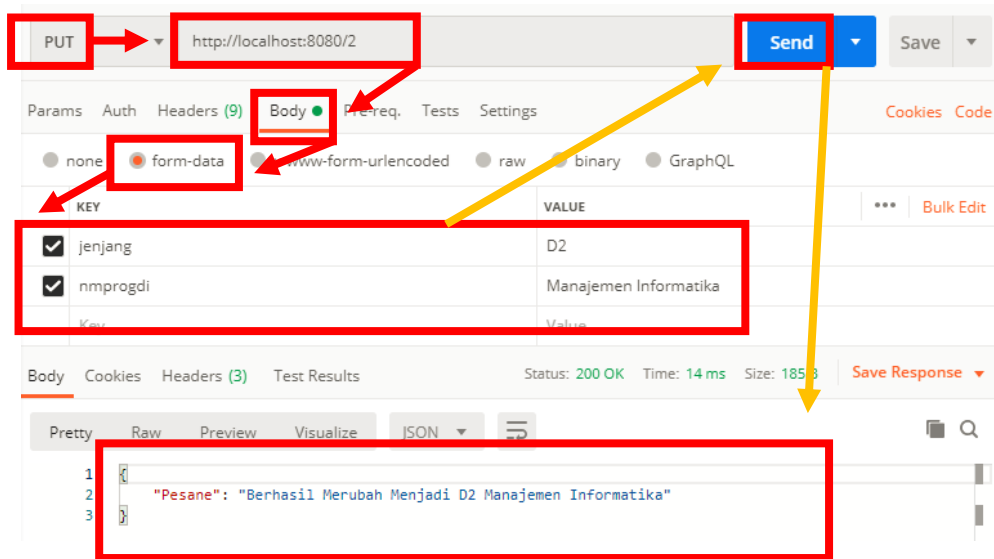 PUT http://localhost:8080/2 Send Save
Params Auth Headers (9) Body Pre-req. Tests Settings Cookies Code
none form-data x-www-form-urlencoded raw binary GraphQL
KEY VALUE ••• Bulk Edit
jenjang D2
nmprogdi Manajemen Informatika
Key Value
Body Cookies Headers (3) Test Results Status: 200 OK Time: 14 ms Size: Save Response
Pretty Raw Preview Visualize JSON
1 {
2 "Pesane": "Berhasil Merubah Menjadi D2 Manajemen Informatika"
3 }